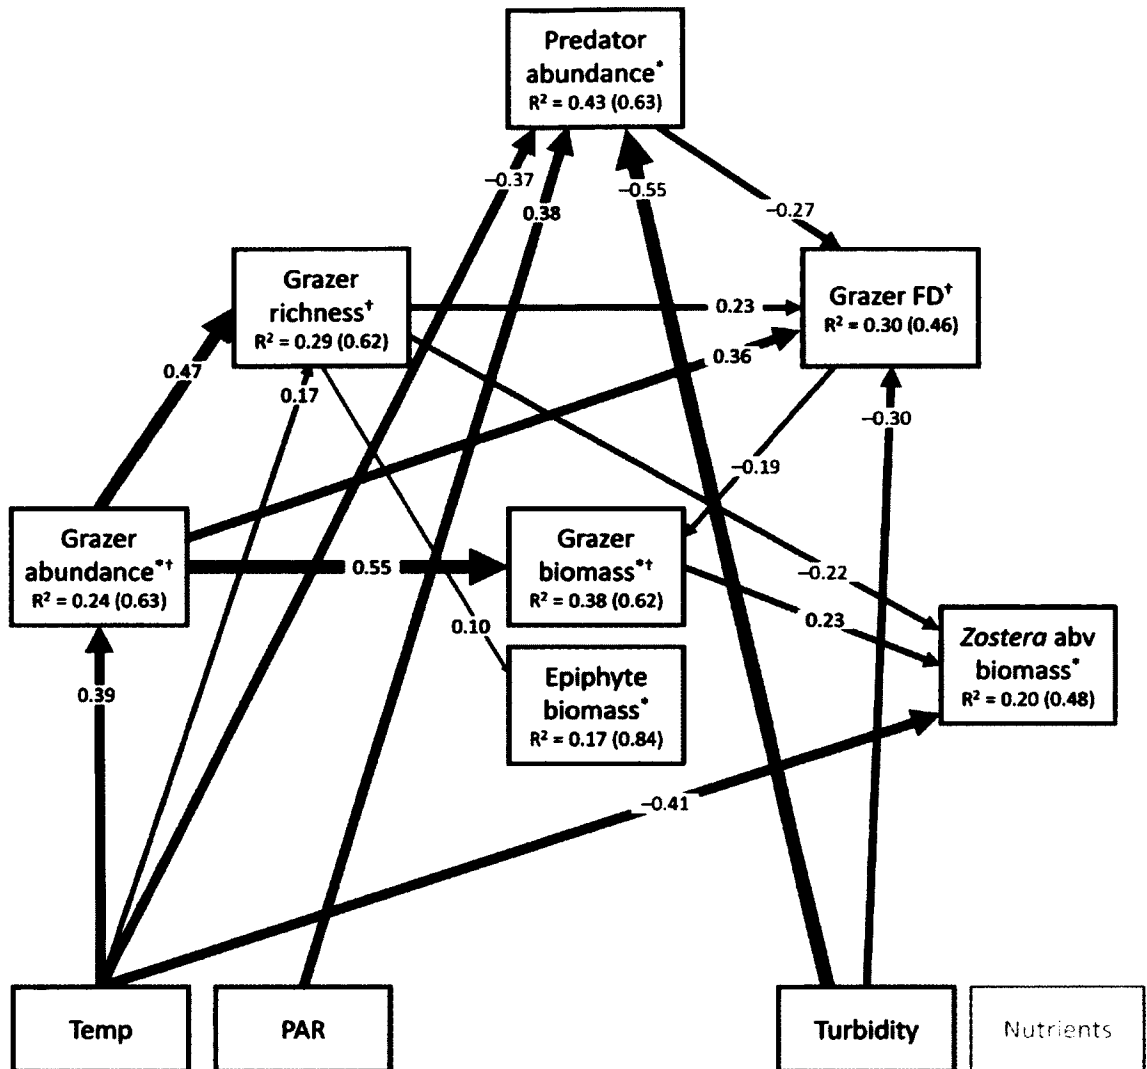 Predator
abundance*
R² = 0.43 (0.63)
−0.37
0.38
−0.55
−0.27
Grazer
richness†
R² = 0.29 (0.62)
0.23
Grazer FD†
R² = 0.30 (0.46)
0.47
0.17
0.36
−0.30
−0.19
Grazer
abundance*†
R² = 0.24 (0.63)
0.55
Grazer
biomass*†
R² = 0.38 (0.62)
−0.22
0.23
0.10
Zostera abv
biomass*
R² = 0.20 (0.48)
Epiphyte
biomass*
R² = 0.17 (0.84)
0.39
−0.41
Temp
PAR
Turbidity
Nutrients